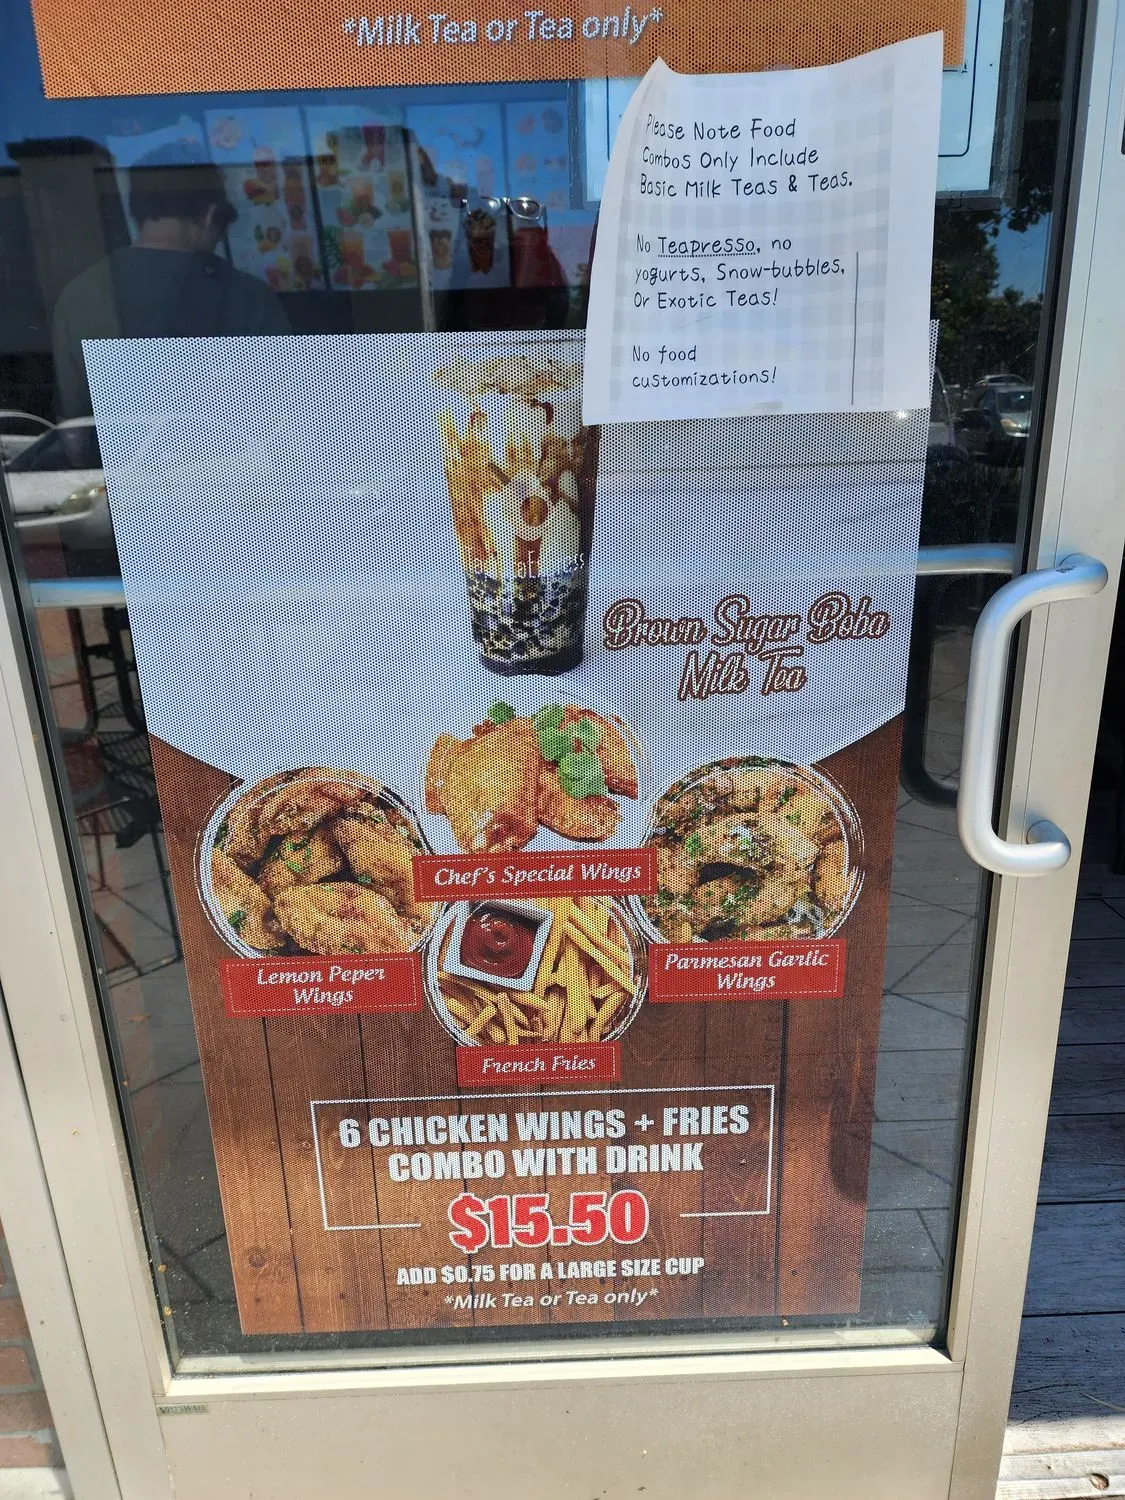 *Milk Tea or Tea only*
Please Note Food
Combos Only Include
Basic Milk Teas & Teas.
No Teapresso, no
yogurts, Snow-bubbles,
Or Exotic Teas!
No food
customizations!
Brown Sugar Boba
Milk Tea
Chef's Special Wings
Lemon Peper
Wings
Parmesan Garlic
Wings
French Fries
6 CHICKEN WINGS + FRIES
COMBO WITH DRINK
$15.50
ADD $0.75 FOR A LARGE SIZE CUP
*Milk Tea or Tea only*
VISTAWALL